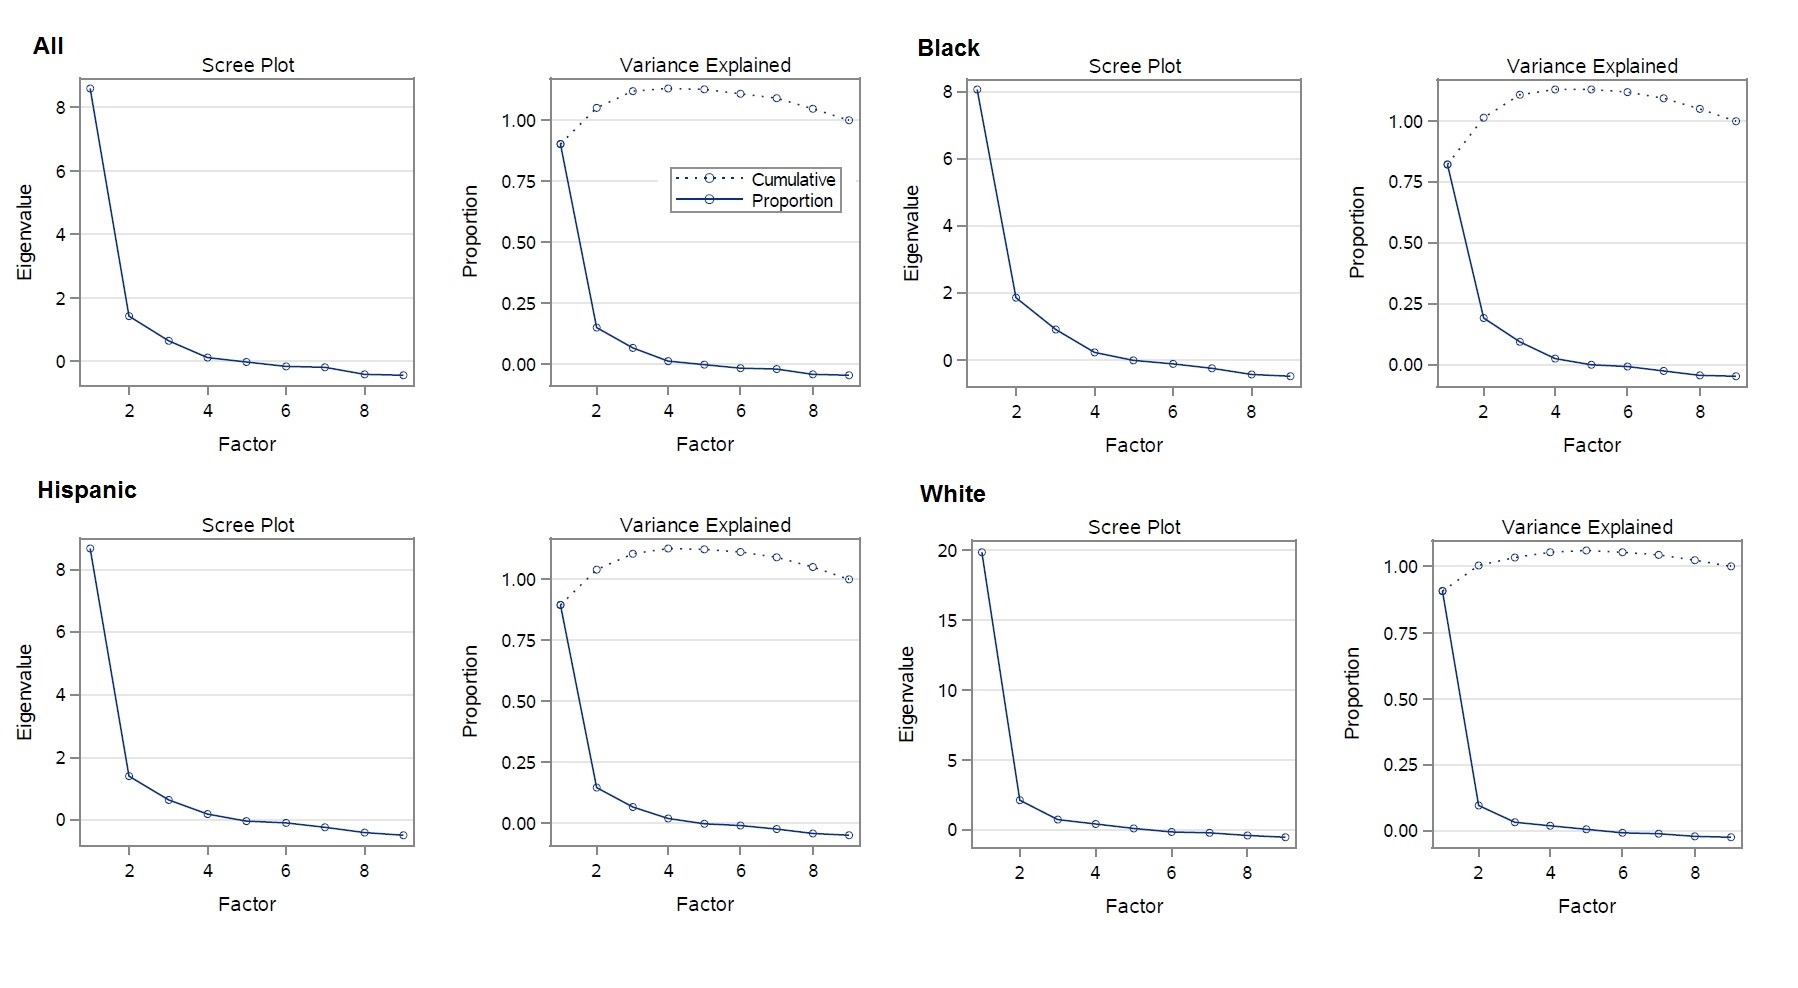 All
Scree Plot
Eigenvalue
8
6
4
2
0
2 4 6 8
Factor
Variance Explained
Proportion
1.00
0.75
0.50
0.25
0.00
Cumulative
Proportion
2 4 6 8
Factor
Black
Scree Plot
Eigenvalue
8
6
4
2
0
2 4 6 8
Factor
Variance Explained
Proportion
1.00
0.75
0.50
0.25
0.00
2 4 6 8
Factor
Hispanic
Scree Plot
Eigenvalue
8
6
4
2
0
2 4 6 8
Factor
Variance Explained
Proportion
1.00
0.75
0.50
0.25
0.00
2 4 6 8
Factor
White
Scree Plot
Eigenvalue
20
15
10
5
0
2 4 6 8
Factor
Variance Explained
Proportion
1.00
0.75
0.50
0.25
0.00
2 4 6 8
Factor